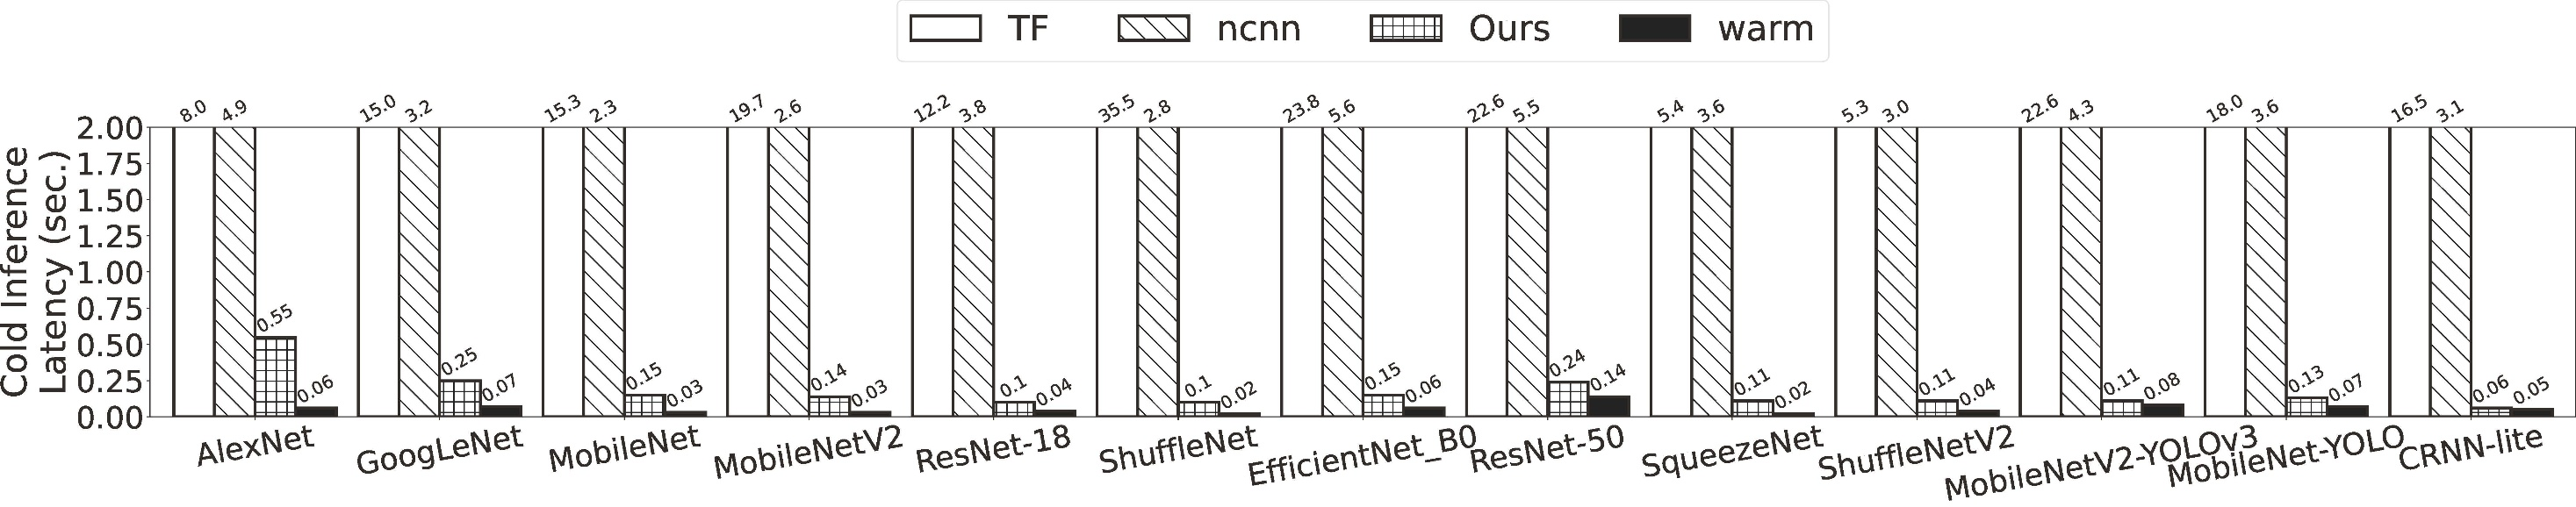 TF ncnn Ours warm
8.0 4.9 15.0 3.2 15.3 2.3 19.7 2.6 12.2 3.8 35.5 2.8 23.8 5.6 22.6 5.5 5.4 3.6 5.3 3.0 22.6 4.3 18.0 3.6 16.5 3.1
Cold Inference
Latency (sec.)
2.00
1.75
1.50
1.25
1.00
0.75
0.50
0.25
0.00
0.55 0.06 0.25 0.07 0.15 0.03 0.14 0.03 0.1 0.04 0.1 0.02 0.15 0.06 0.24 0.14 0.11 0.02 0.11 0.04 0.11 0.08 0.13 0.07 0.06 0.05
AlexNet GoogLeNet MobileNet MobileNetV2 ResNet-18 ShuffleNet EfficientNet_B0 ResNet-50 SqueezeNet ShuffleNetV2 MobileNetV2-YOLOv3 MobileNet-YOLO CRNN-lite